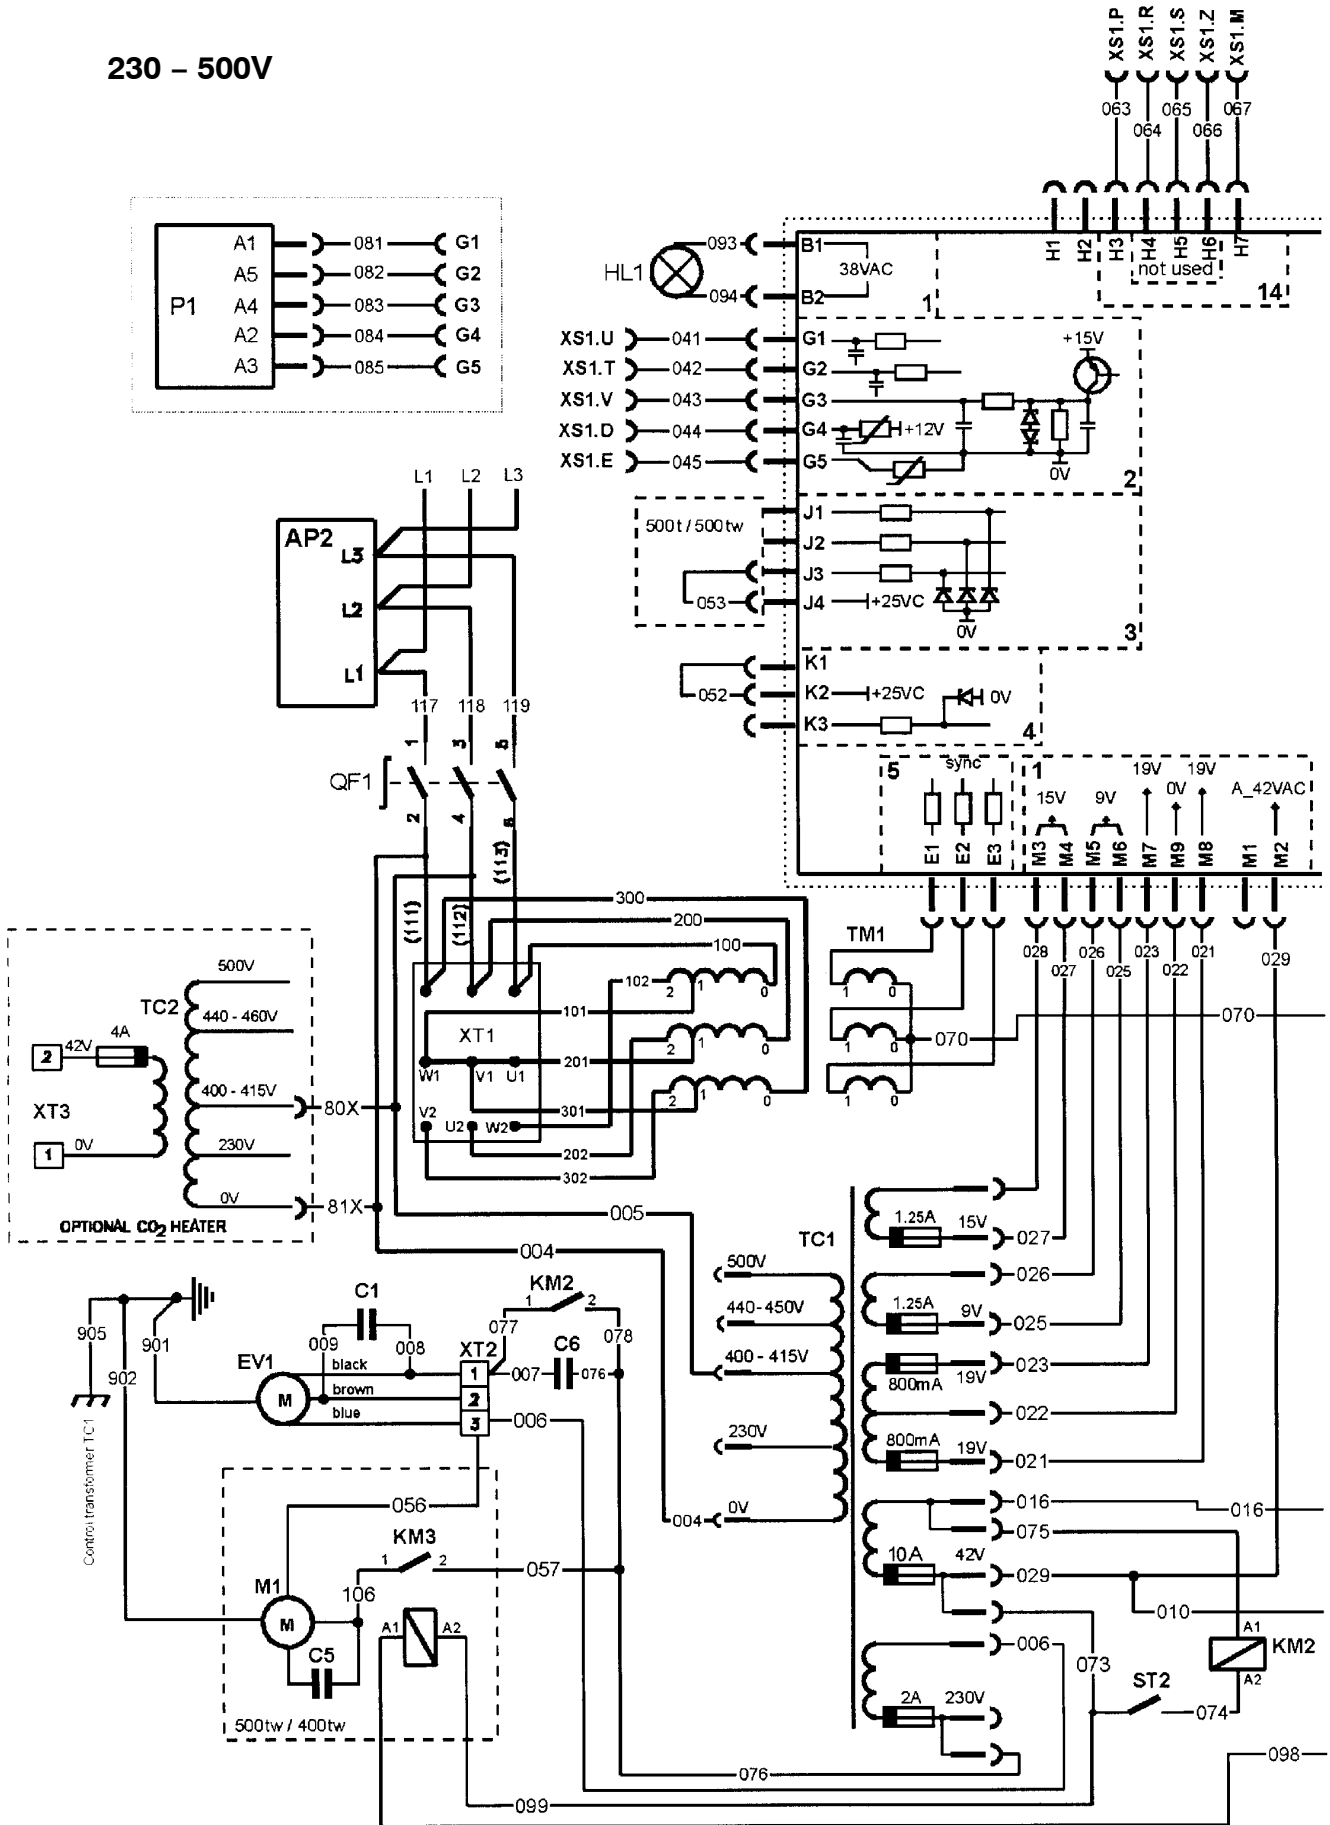 230 – 500V
XS1.P
XS1.R
XS1.S
XS1.Z
XS1.M
063
064
065
066
067
H1
H2
H3
H4
H5
H6
H7
not used
14
P1
A1 081 G1
A5 082 G2
A4 083 G3
A2 084 G4
A3 085 G5
HL1
093 B1
38VAC
094 B2
1
XS1.U 041 G1
XS1.T 042 G2
XS1.V 043 G3
XS1.D 044 G4
XS1.E 045 G5
+15V
+12V
0V
2
500t / 500tw
J1
J2
J3
053 J4 +25VC
0V
3
K1
052 K2 +25VC
0V
K3
4
L1 L2 L3
AP2
L3
L2
L1
117 118 119
1 3 5
QF1
2 4 6
(111) (112) (113)
5 sync
E1 E2 E3
1
15V 9V 19V 0V 19V A_42VAC
M3 M4 M5 M6 M7 M9 M8 M1 M2
028 027 026 025 023 022 021 029
300
200
100
102
101
201
301
202
302
2 1 0
2 1 0
2 1 0
XT1
W1 V1 U1
V2 U2 W2
TM1
1 0
1 0
1 0
070 070
TC2
500V
440 - 460V
400 - 415V
230V
0V
4A
2 42V
XT3
1 0V
80X
81X
OPTIONAL CO2 HEATER
005
004
TC1
500V
440-450V
400 - 415V
230V
004 0V
1.25A 15V 027
026
1.25A 9V 025
023
800mA 19V
022
800mA 19V 021
016 016
075
10A 42V 029
010
006
073
2A 230V
076
ST2
074
A1
KM2
A2
098
099
905
901
902
Control transformer TC1
C1
009 008
EV1
M
black
brown
blue
XT2
1
2
3
077
KM2
1 2
078
C6
007 076
006
056
KM3
1 2
057
M1
M
106
C5
A1 A2
500tw / 400tw